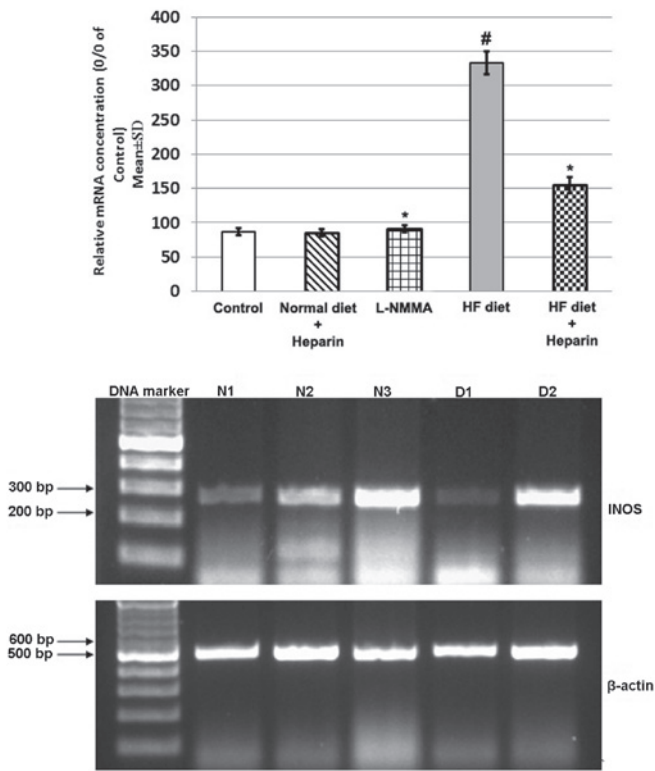 Relative mRNA concentration (0/0 of
Control)
Mean±SD
400
350
300
250
200
150
100
50
0
#
*
*
Control
Normal diet
+
Heparin
L-NMMA
HF diet
HF diet
+
Heparin
DNA marker N1 N2 N3 D1 D2
300 bp
200 bp
INOS
600 bp
500 bp
β-actin